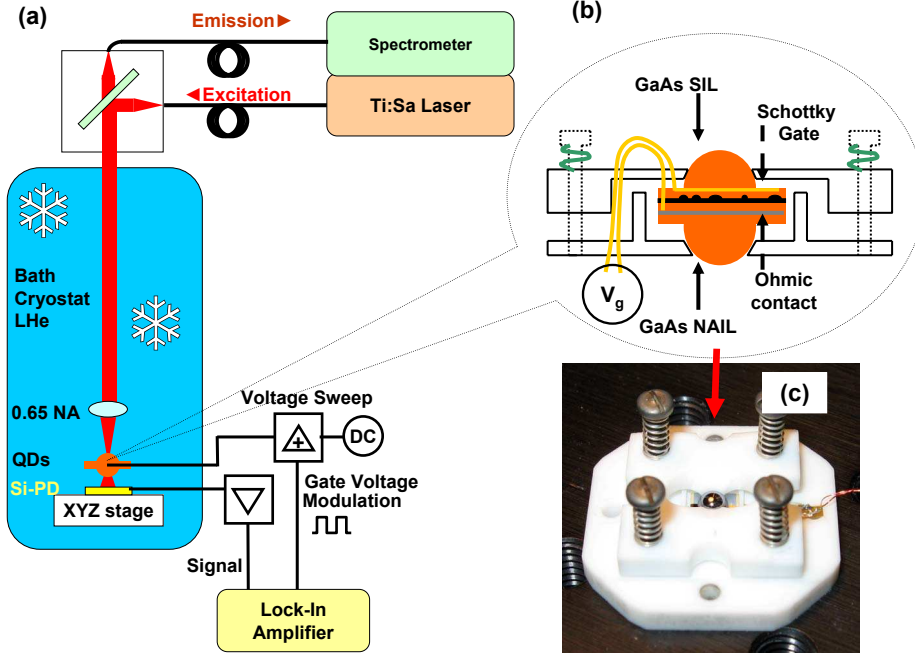 (a)
Emission
Spectrometer
Excitation
Ti:Sa Laser
Bath
Cryostat
LHe
0.65 NA
QDs
Si-PD
XYZ stage
Voltage Sweep
DC
+
Gate Voltage
Modulation
Signal
Lock-In
Amplifier
(b)
GaAs SIL
Schottky
Gate
Vg
Ohmic
contact
GaAs NAIL
(c)